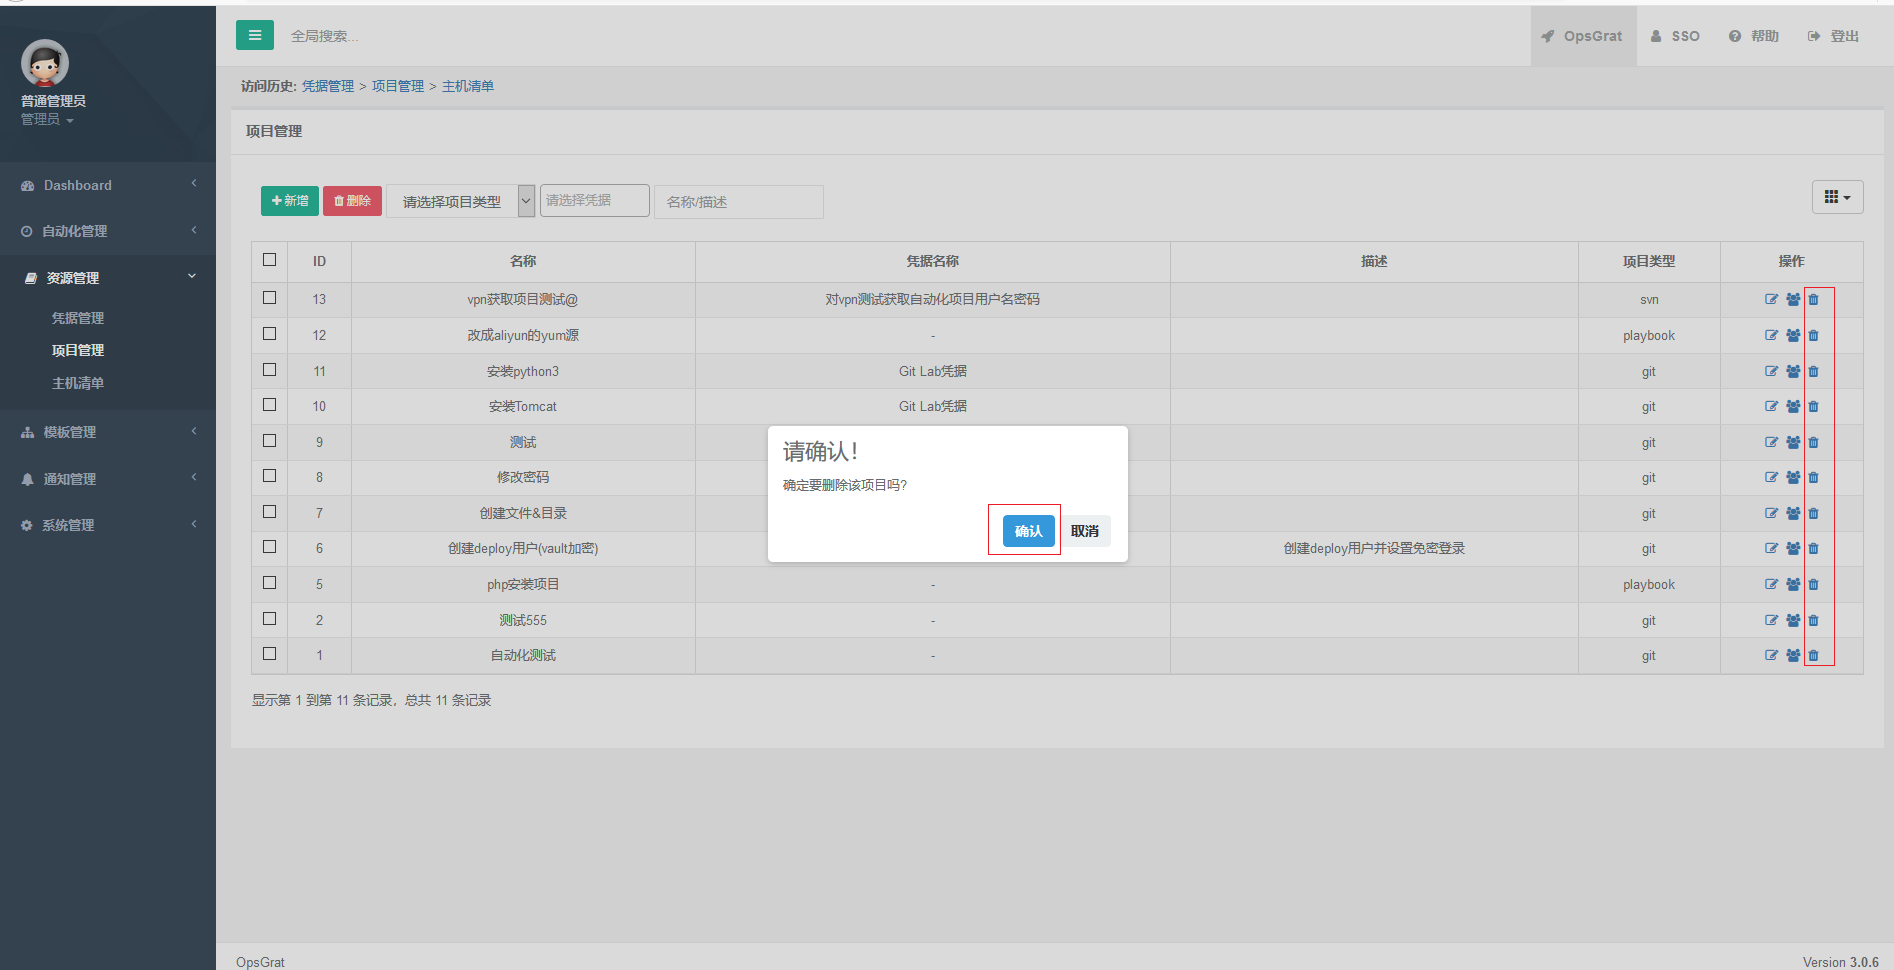 全局搜索...
OpsGrat
SSO
帮助
登出
普通管理员
管理员
Dashboard
自动化管理
资源管理
凭据管理
项目管理
主机清单
模板管理
通知管理
系统管理
访问历史: 凭据管理 > 项目管理 > 主机清单
项目管理
新增 删除 请选择项目类型 请选择凭据 名称/描述
ID 名称 凭据名称 描述 项目类型 操作
13 vpn获取项目测试@ 对vpn测试获取自动化项目用户名密码 svn
12 改成aliyun的yum源 - playbook
11 安装python3 Git Lab凭据 git
10 安装Tomcat Git Lab凭据 git
9 测试 git
8 修改密码 git
7 创建文件&目录 git
6 创建deploy用户(vault加密) 创建deploy用户并设置免密登录 git
5 php安装项目 - playbook
2 测试555 - git
1 自动化测试 - git
显示第 1 到第 11 条记录，总共 11 条记录
请确认！
确定要删除该项目吗?
确认 取消
OpsGrat
Version 3.0.6